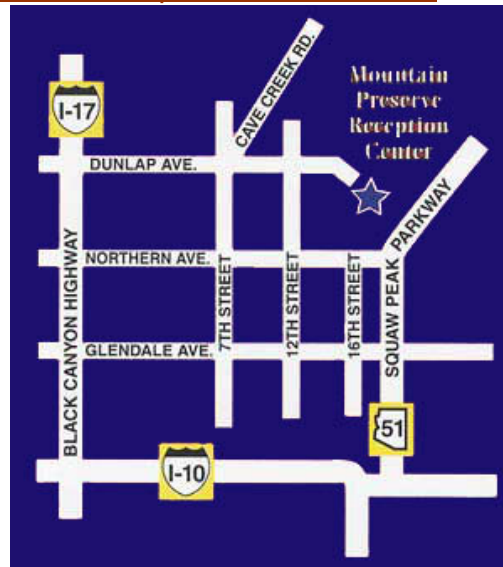 I-17
CAVE CREEK RD.
Mountain
Preserve
Reception
Center
DUNLAP AVE.
PARKWAY
NORTHERN AVE.
BLACK CANYON HIGHWAY
7TH STREET
12TH STREET
16TH STREET
SQUAW PEAK
GLENDALE AVE.
51
I-10